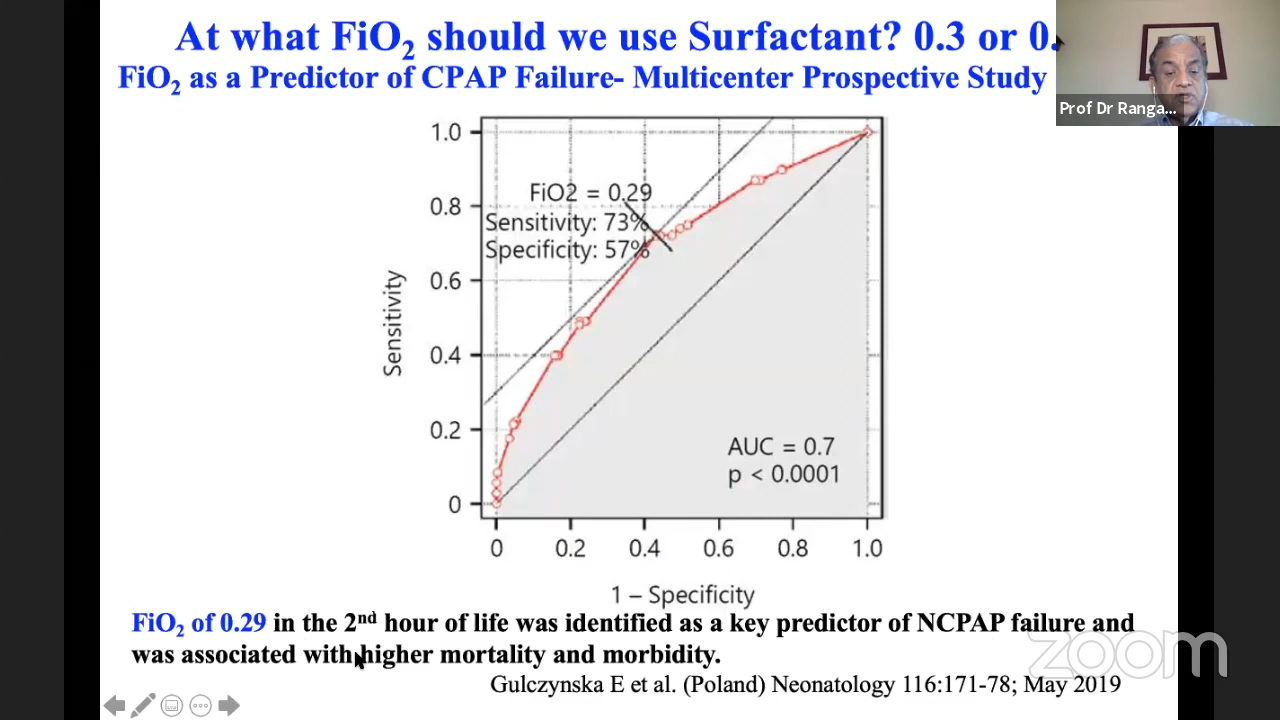 At what FiO₂ should we use Surfactant? 0.3 or 0.
FiO₂ as a Predictor of CPAP Failure- Multicenter Prospective Study
Prof Dr Ranga...
1.0
0.8
0.6
0.4
0.2
0
Sensitivity
FiO2 = 0.29
Sensitivity: 73%
Specificity: 57%
AUC = 0.7
p < 0.0001
0 0.2 0.4 0.6 0.8 1.0
1 – Specificity
FiO₂ of 0.29 in the 2nd hour of life was identified as a key predictor of NCPAP failure and
was associated with higher mortality and morbidity.
zoom
Gulczynska E et al. (Poland) Neonatology 116:171-78; May 2019